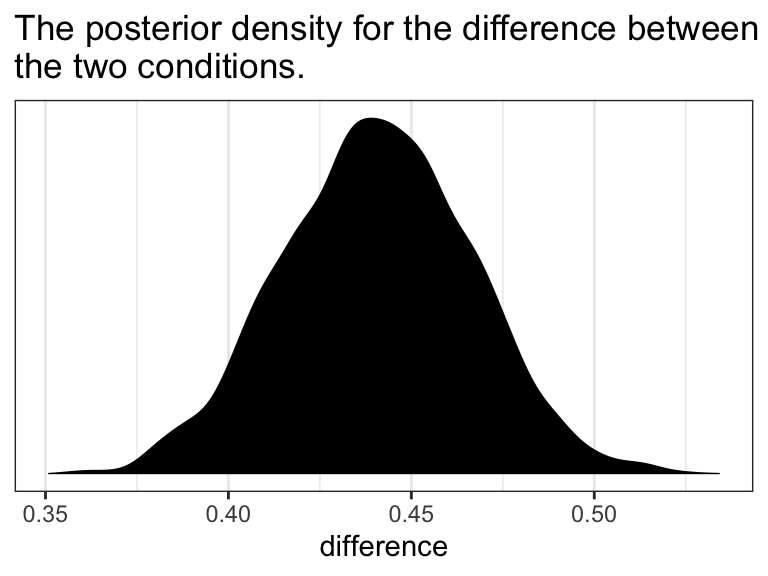 The posterior density for the difference between
the two conditions.
0.35 0.40 0.45 0.50
difference